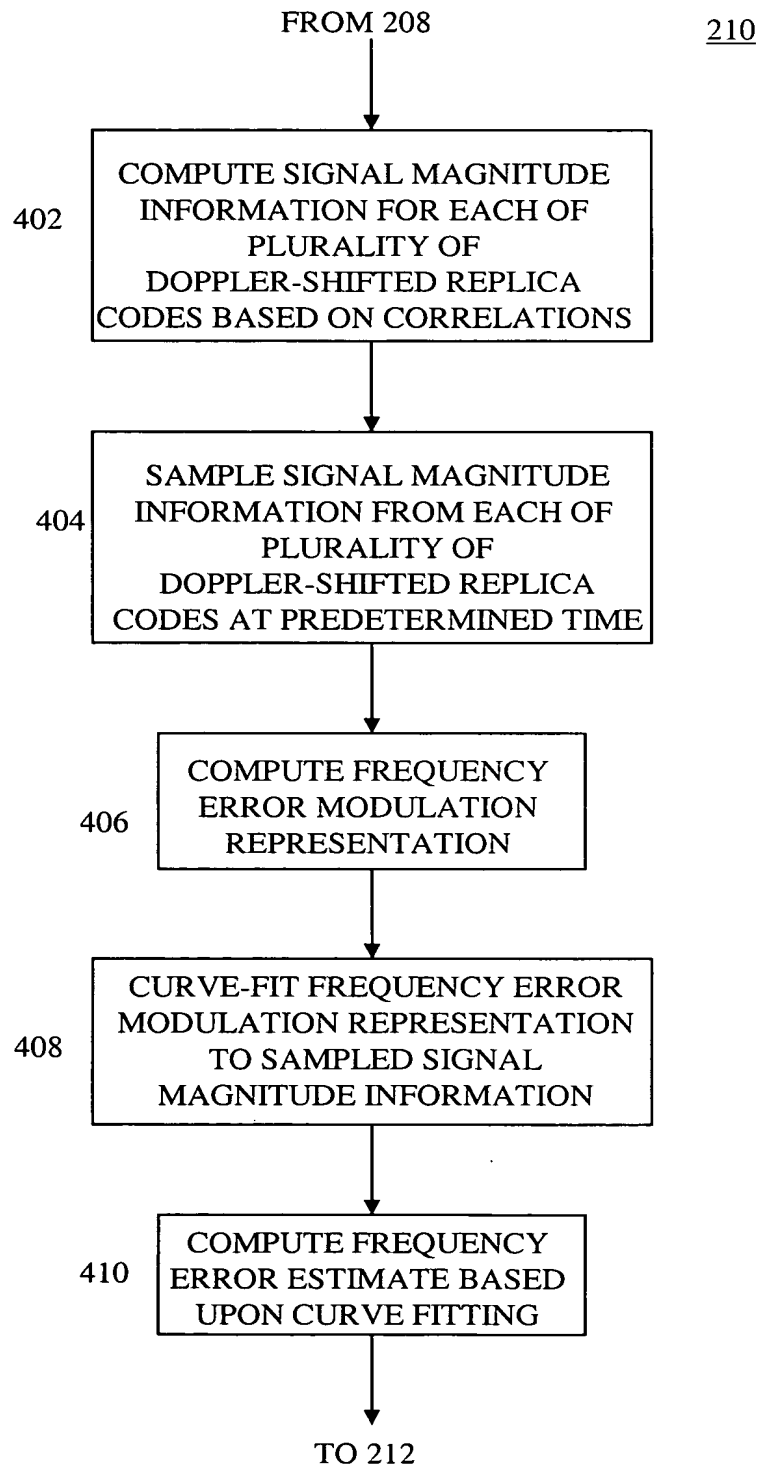 FROM 208
210
402
COMPUTE SIGNAL MAGNITUDE
INFORMATION FOR EACH OF
PLURALITY OF
DOPPLER-SHIFTED REPLICA
CODES BASED ON CORRELATIONS
404
SAMPLE SIGNAL MAGNITUDE
INFORMATION FROM EACH OF
PLURALITY OF
DOPPLER-SHIFTED REPLICA
CODES AT PREDETERMINED TIME
406
COMPUTE FREQUENCY
ERROR MODULATION
REPRESENTATION
408
CURVE-FIT FREQUENCY ERROR
MODULATION REPRESENTATION
TO SAMPLED SIGNAL
MAGNITUDE INFORMATION
410
COMPUTE FREQUENCY
ERROR ESTIMATE BASED
UPON CURVE FITTING
TO 212